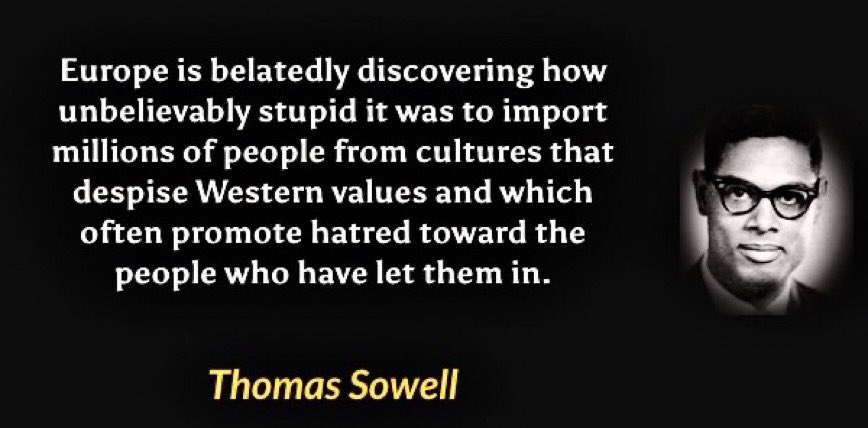 Europe is belatedly discovering how
unbelievably stupid it was to import
millions of people from cultures that
despise Western values and which
often promote hatred toward the
people who have let them in.
Thomas Sowell